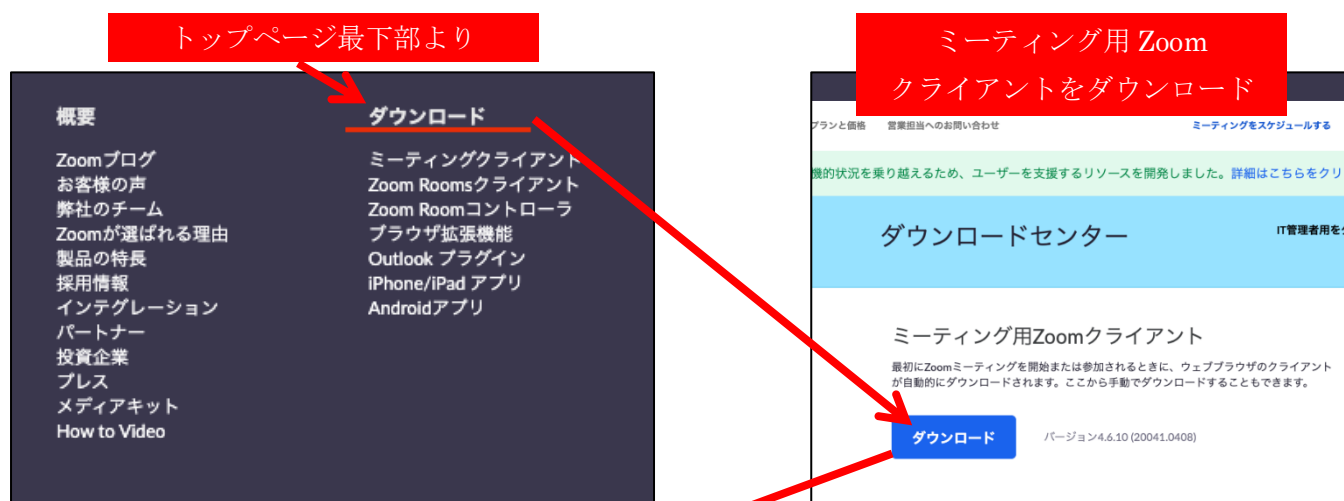 トップページ最下部より
概要
Zoomブログ
お客様の声
弊社のチーム
Zoomが選ばれる理由
製品の特長
採用情報
インテグレーション
パートナー
投資企業
プレス
メディアキット
How to Video
ダウンロード
ミーティングクライアント
Zoom Roomsクライアント
Zoom Roomコントローラ
ブラウザ拡張機能
Outlook プラグイン
iPhone/iPad アプリ
Androidアプリ
ミーティング用 Zoom
クライアントをダウンロード
プランと価格 営業担当へのお問い合わせ ミーティングをスケジュールする
機的状況を乗り越えるため、ユーザーを支援するリソースを開発しました。詳細はこちらをクリ
ダウンロードセンター
IT管理者用を
ミーティング用Zoomクライアント
最初にZoomミーティングを開始または参加されるときに、ウェブブラウザのクライアント
が自動的にダウンロードされます。ここから手動でダウンロードすることもできます。
ダウンロード バージョン4.6.10 (20041.0408)